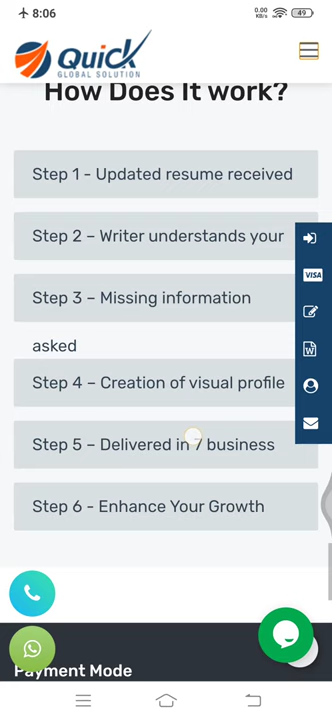 8:06
0.00
KB/s
49
Quick
GLOBAL SOLUTION
How Does It work?
Step 1 - Updated resume received
Step 2 – Writer understands your
Step 3 – Missing information
asked
Step 4 – Creation of visual profile
Step 5 – Delivered in 7 business
Step 6 - Enhance Your Growth
VISA
W
Payment Mode